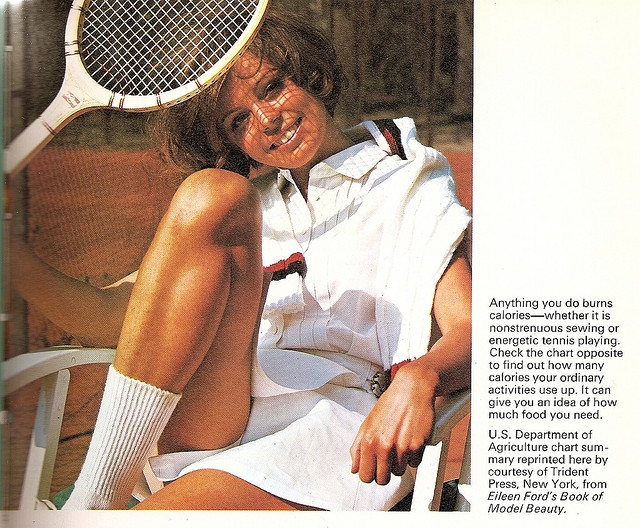 Anything you do burns
calories—whether it is
nonstrenuous sewing or
energetic tennis playing.
Check the chart opposite
to find out how many
calories your ordinary
activities use up. It can
give you an idea of how
much food you need.
U.S. Department of
Agriculture chart sum-
mary reprinted here by
courtesy of Trident
Press, New York, from
Eileen Ford's Book of
Model Beauty.